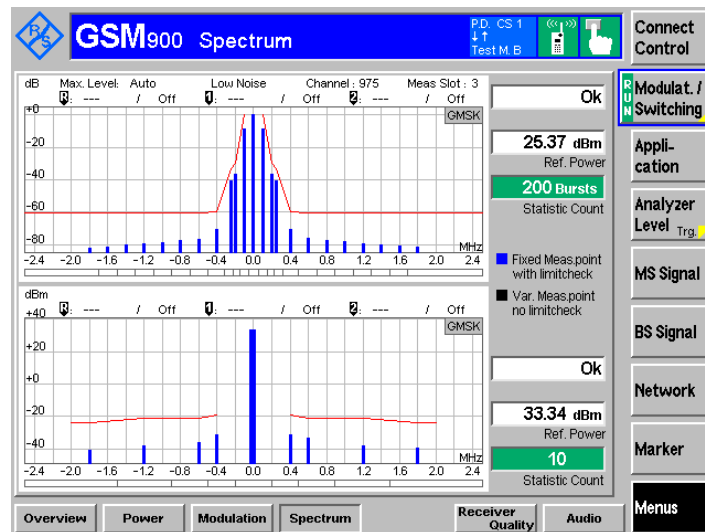 R&S
GSM900 Spectrum
P.D. CS 1
↓↑
Test M. B
Connect Control
dB Max. Level: Auto Low Noise Channel : 975 Meas Slot : 3
R: --- / Off 1: --- / Off 2: --- / Off
GMSK
+0
-20
-40
-60
-80
MHz
-2.4 -2.0 -1.6 -1.2 -0.8 -0.4 0.0 0.4 0.8 1.2 1.6 2.0 2.4
Ok
25.37 dBm
Ref. Power
200 Bursts
Statistic Count
Fixed Meas.point
with limitcheck
Var. Meas.point
no limitcheck
dBm
R: --- / Off 1: --- / Off 2: --- / Off
GMSK
+40
+20
+0
-20
-40
MHz
-2.4 -2.0 -1.6 -1.2 -0.8 -0.4 0.0 0.4 0.8 1.2 1.6 2.0 2.4
Ok
33.34 dBm
Ref. Power
10
Statistic Count
RUN
Modulat. /
Switching
Appli-
cation
Analyzer
Level Trg.
MS Signal
BS Signal
Network
Marker
Menus
Overview Power Modulation Spectrum Receiver Quality Audio